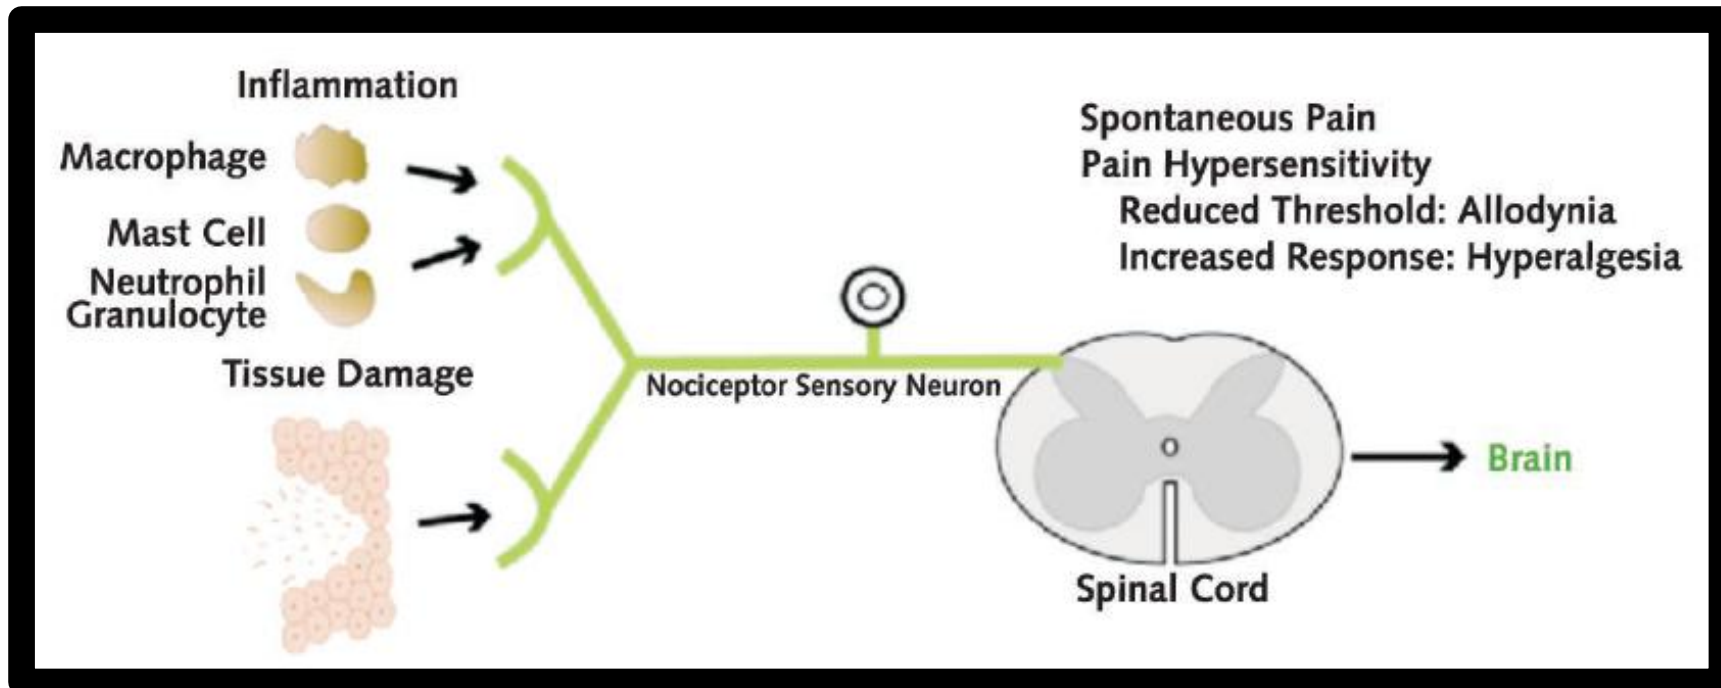 Inflammation
Macrophage
Mast Cell
Neutrophil
Granulocyte
Tissue Damage
Nociceptor Sensory Neuron
Spontaneous Pain
Pain Hypersensitivity
Reduced Threshold: Allodynia
Increased Response: Hyperalgesia
Brain
Spinal Cord